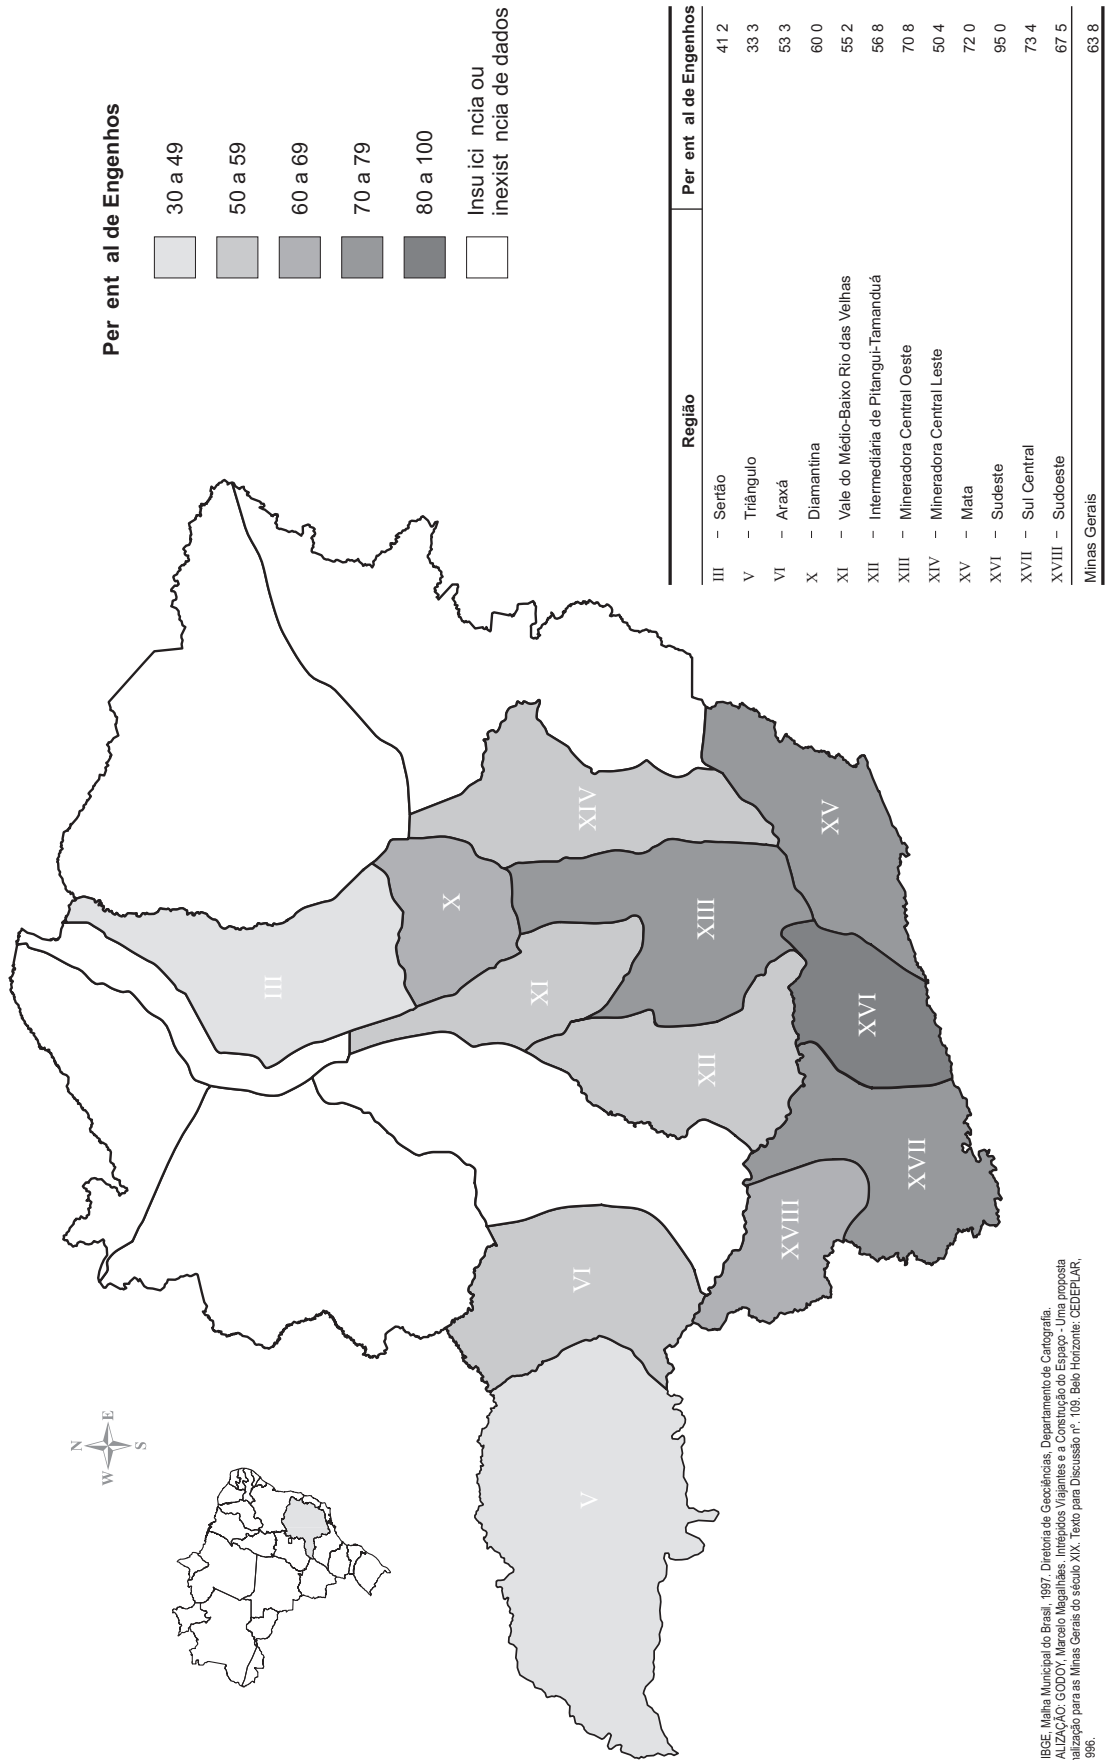 Per ent al de Engenhos
30 a 49
50 a 59
60 a 69
70 a 79
80 a 100
Insu ici ncia ou
inexist ncia de dados
N
W E
S
III
V
VI
X
XI
XII
XIII
XIV
XV
XVI
XVII
XVIII
Região Per ent al de Engenhos
III – Sertão 41 2
V – Triângulo 33 3
VI – Araxá 53 3
X – Diamantina 60 0
XI – Vale do Médio-Baixo Rio das Velhas 55 2
XII – Intermediária de Pitangui-Tamanduá 56 8
XIII – Mineradora Central Oeste 70 8
XIV – Mineradora Central Leste 50 4
XV – Mata 72 0
XVI – Sudeste 95 0
XVII – Sul Central 73 4
XVIII – Sudoeste 67 5
Minas Gerais 63 8
IBGE, Malha Municipal do Brasil, 1997. Diretoria de Geociências, Departamento de Cartografia.
ALIZAÇÃO: GODOY, Marcelo Magalhães. Intrépidos Viajantes e a Construção do Espaço - Uma proposta
nalização para as Minas Gerais do século XIX. Texto para Discussão nº. 109. Belo Horizonte: CEDEPLAR,
996.